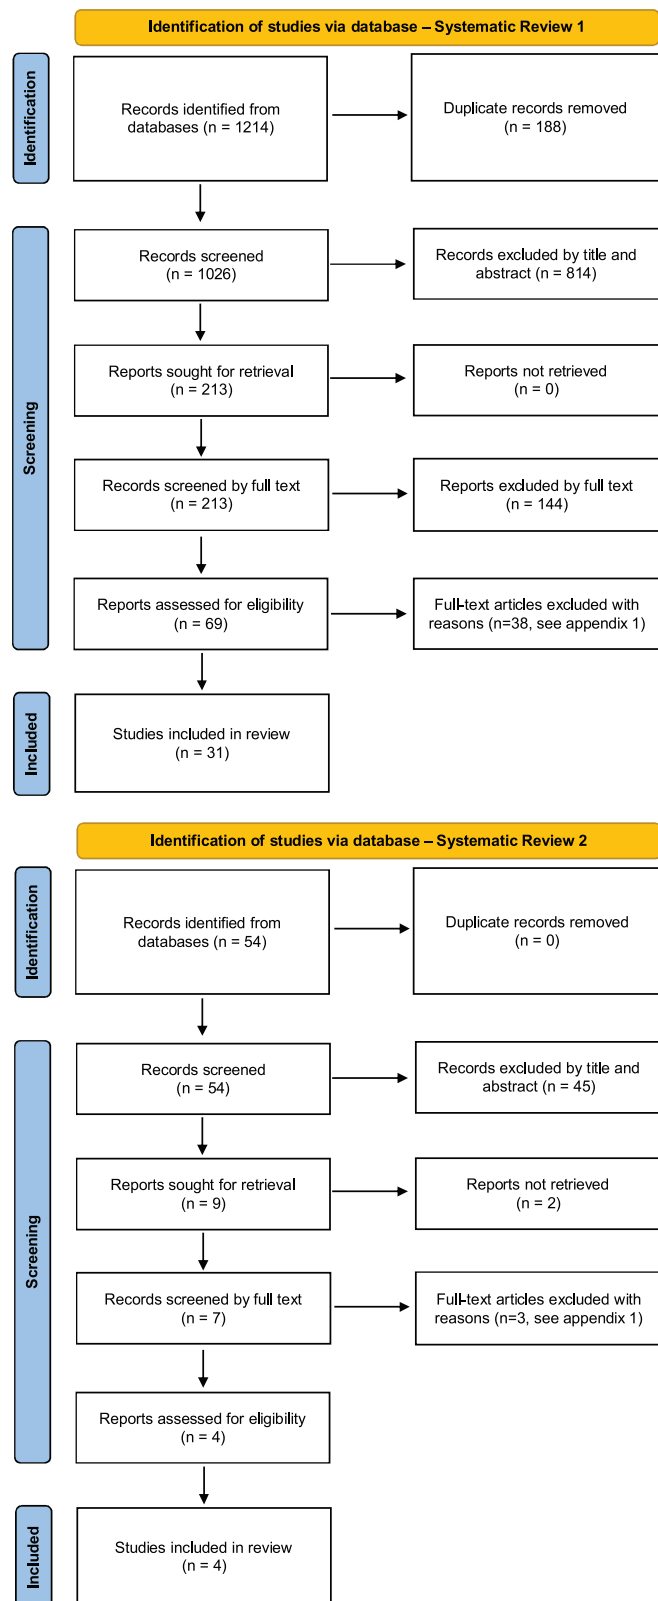 Identification of studies via database – Systematic Review 1
Identification
Records identified from
databases (n = 1214)
Duplicate records removed
(n = 188)
Screening
Records screened
(n = 1026)
Records excluded by title and
abstract (n = 814)
Reports sought for retrieval
(n = 213)
Reports not retrieved
(n = 0)
Records screened by full text
(n = 213)
Reports excluded by full text
(n = 144)
Reports assessed for eligibility
(n = 69)
Full-text articles excluded with
reasons (n=38, see appendix 1)
Included
Studies included in review
(n = 31)
Identification of studies via database – Systematic Review 2
Identification
Records identified from
databases (n = 54)
Duplicate records removed
(n = 0)
Screening
Records screened
(n = 54)
Records excluded by title and
abstract (n = 45)
Reports sought for retrieval
(n = 9)
Reports not retrieved
(n = 2)
Records screened by full text
(n = 7)
Full-text articles excluded with
reasons (n=3, see appendix 1)
Reports assessed for eligibility
(n = 4)
Included
Studies included in review
(n = 4)